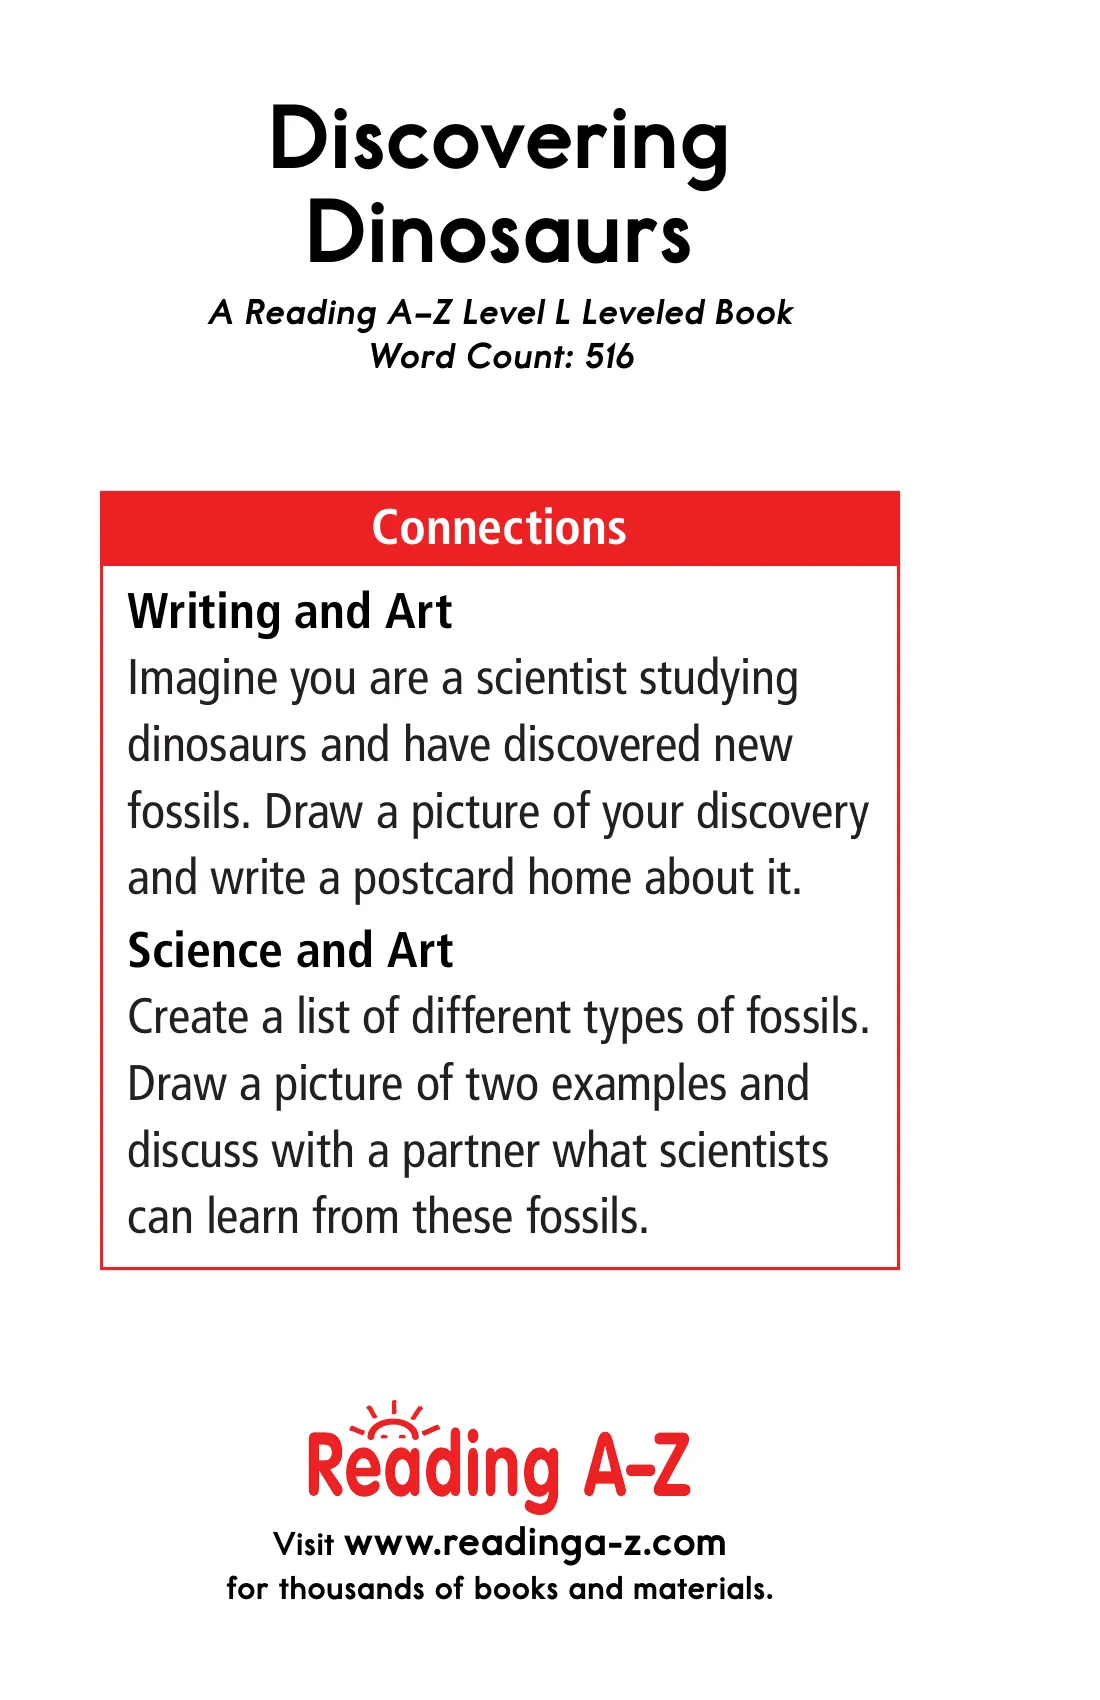 Discovering
Dinosaurs
A Reading A–Z Level L Leveled Book
Word Count: 516
Connections
Writing and Art
Imagine you are a scientist studying
dinosaurs and have discovered new
fossils. Draw a picture of your discovery
and write a postcard home about it.
Science and Art
Create a list of different types of fossils.
Draw a picture of two examples and
discuss with a partner what scientists
can learn from these fossils.
Reading A–Z
Visit www.readinga-z.com
for thousands of books and materials.